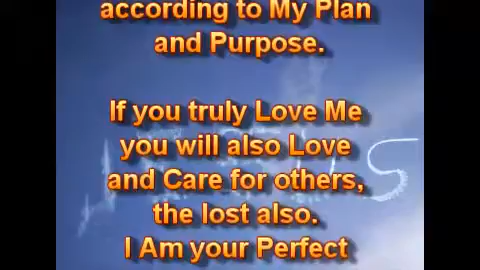 according to My Plan
and Purpose.
If you truly Love Me
you will also Love
and Care for others,
the lost also.
I Am your Perfect